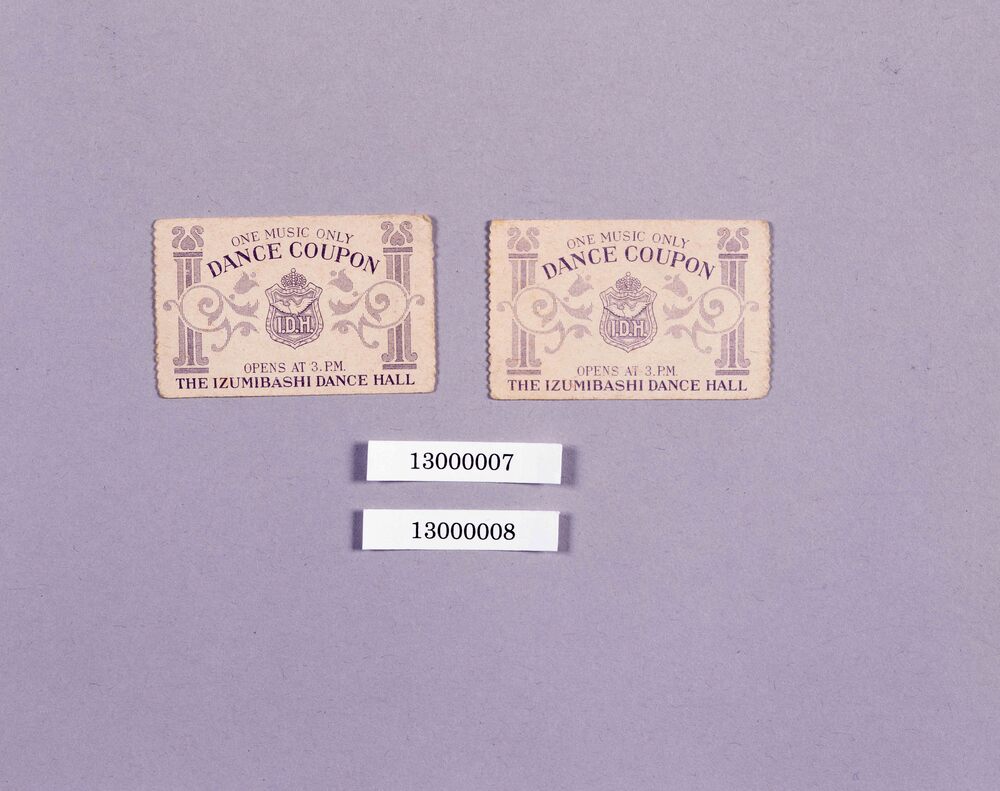 ONE MUSIC ONLY
DANCE COUPON
I.D.H.
OPENS AT 3.P.M.
THE IZUMIBASHI DANCE HALL
ONE MUSIC ONLY
DANCE COUPON
I.D.H.
OPENS AT 3.P.M.
THE IZUMIBASHI DANCE HALL
13000007
13000008